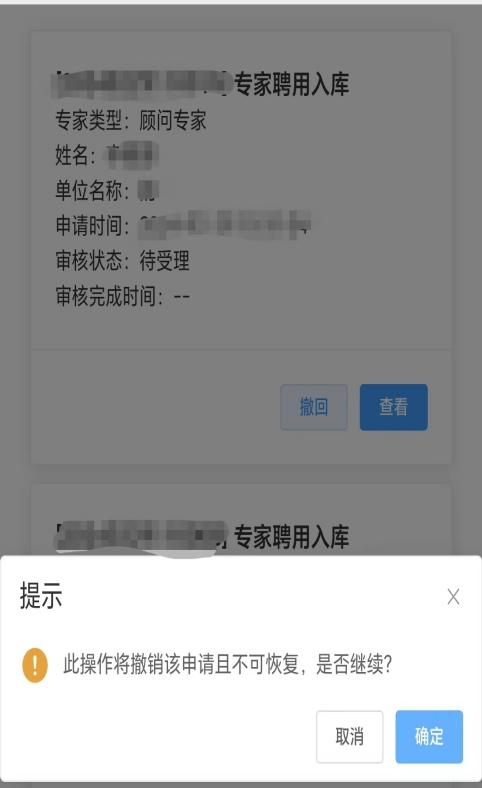 专家聘用入库
专家类型：顾问专家
姓名：
单位名称：
申请时间：
审核状态：待受理
审核完成时间：--
撤回 查看
专家聘用入库
提示
此操作将撤销该申请且不可恢复，是否继续？
取消 确定